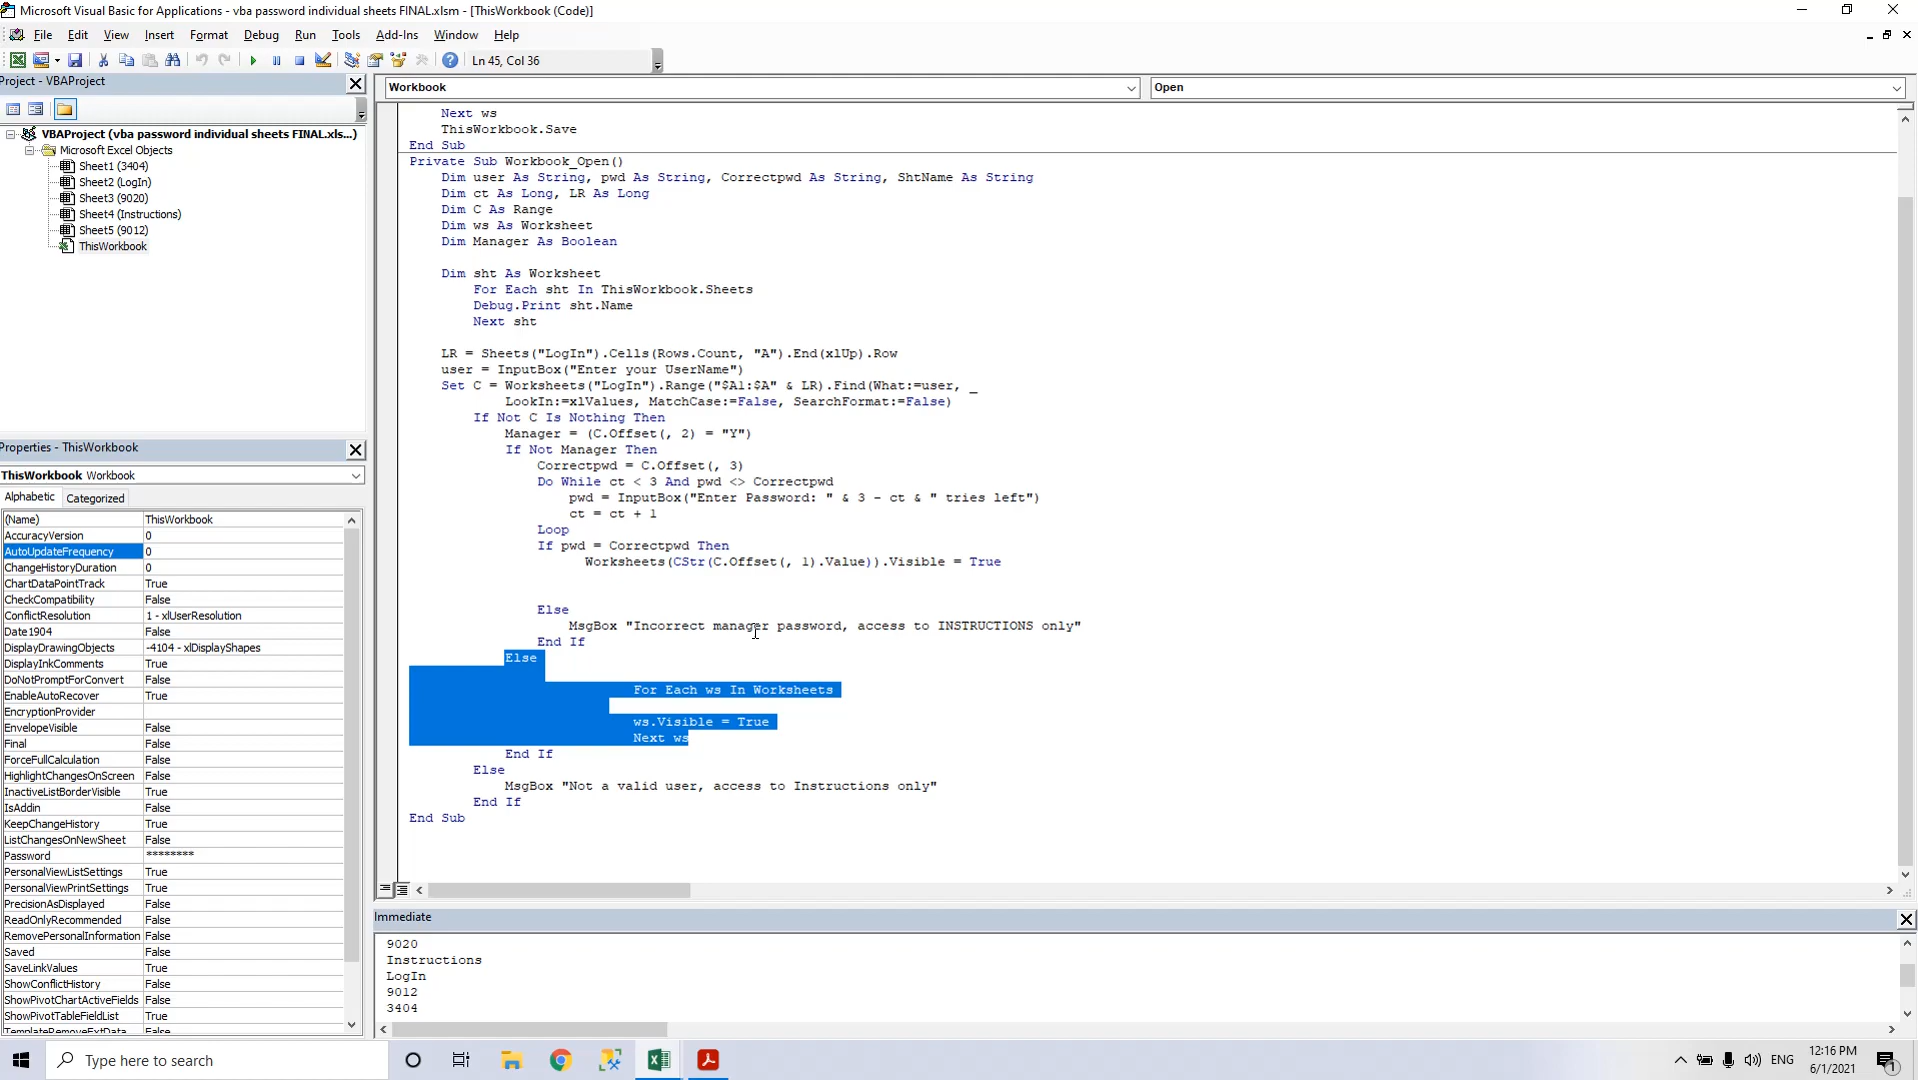 Microsoft Visual Basic for Applications - vba password individual sheets FINAL.xlsm - [ThisWorkbook (Code)]
File Edit View Insert Format Debug Run Tools Add-Ins Window Help
Ln 45, Col 36
Project - VBAProject
VBAProject (vba password individual sheets FINAL.xls...)
Microsoft Excel Objects
Sheet1 (3404)
Sheet2 (LogIn)
Sheet3 (9020)
Sheet4 (Instructions)
Sheet5 (9012)
ThisWorkbook
Properties - ThisWorkbook
ThisWorkbook Workbook
Alphabetic Categorized
(Name) ThisWorkbook
AccuracyVersion 0
AutoUpdateFrequency 0
ChangeHistoryDuration 0
ChartDataPointTrack True
CheckCompatibility False
ConflictResolution 1 - xlUserResolution
Date1904 False
DisplayDrawingObjects -4104 - xlDisplayShapes
DisplayInkComments True
DoNotPromptForConvert False
EnableAutoRecover True
EncryptionProvider
EnvelopeVisible False
Final False
ForceFullCalculation False
HighlightChangesOnScreen False
InactiveListBorderVisible True
IsAddin False
KeepChangeHistory True
ListChangesOnNewSheet False
Password ********
PersonalViewListSettings True
PersonalViewPrintSettings True
PrecisionAsDisplayed False
ReadOnlyRecommended False
RemovePersonalInformation False
Saved False
SaveLinkValues True
ShowConflictHistory False
ShowPivotChartActiveFields False
ShowPivotTableFieldList True
TemplateRemoveExtData False
Workbook Open
Next ws
ThisWorkbook.Save
End Sub
Private Sub Workbook_Open()
Dim user As String, pwd As String, Correctpwd As String, ShtName As String
Dim ct As Long, LR As Long
Dim C As Range
Dim ws As Worksheet
Dim Manager As Boolean
Dim sht As Worksheet
For Each sht In ThisWorkbook.Sheets
Debug.Print sht.Name
Next sht
LR = Sheets("LogIn").Cells(Rows.Count, "A").End(xlUp).Row
user = InputBox("Enter your UserName")
Set C = Worksheets("LogIn").Range("$A1:$A" & LR).Find(What:=user, _
LookIn:=xlValues, MatchCase:=False, SearchFormat:=False)
If Not C Is Nothing Then
Manager = (C.Offset(, 2) = "Y")
If Not Manager Then
Correctpwd = C.Offset(, 3)
Do While ct < 3 And pwd <> Correctpwd
pwd = InputBox("Enter Password: " & 3 - ct & " tries left")
ct = ct + 1
Loop
If pwd = Correctpwd Then
Worksheets(CStr(C.Offset(, 1).Value)).Visible = True
Else
MsgBox "Incorrect manager password, access to INSTRUCTIONS only"
End If
Else
For Each ws In Worksheets
ws.Visible = True
Next ws
End If
Else
MsgBox "Not a valid user, access to Instructions only"
End If
End Sub
Immediate
9020
Instructions
LogIn
9012
3404
Type here to search
ENG
12:16 PM
6/1/2021
1